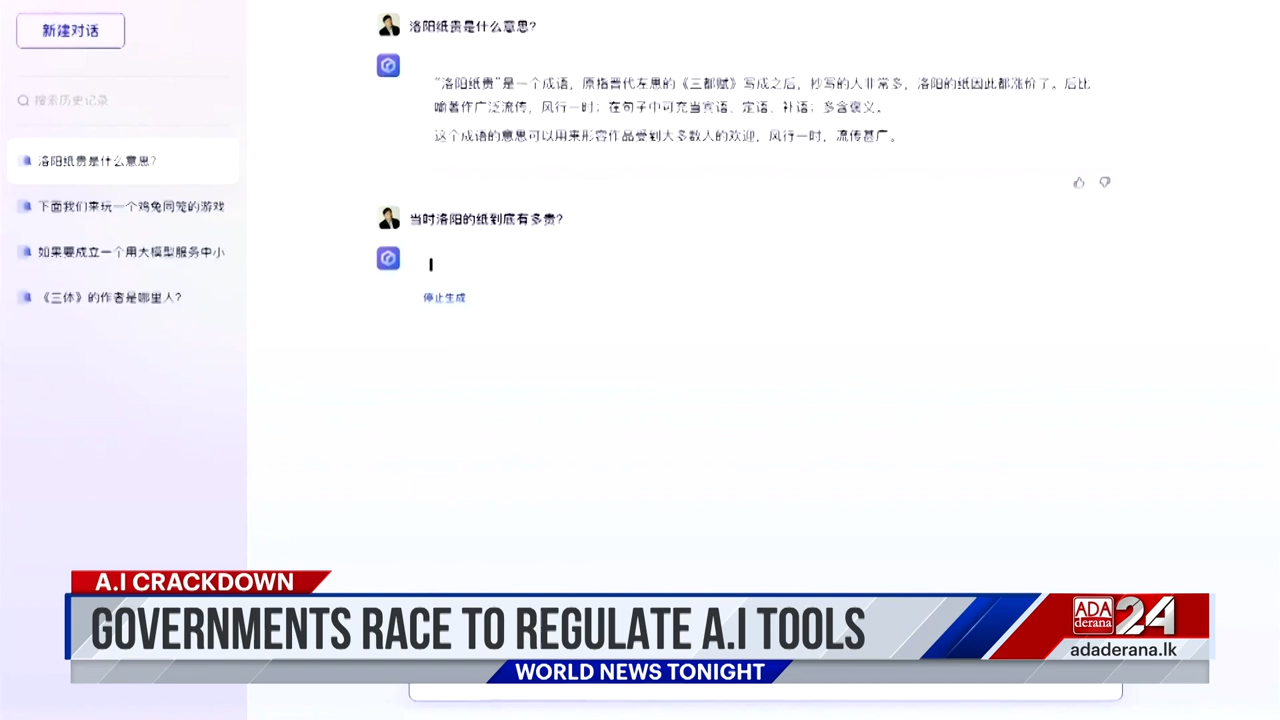 新建对话
搜索历史记录
洛阳纸贵是什么意思?
下面我们来玩一个鸡兔同笼的游戏
如果要成立一个用大模型服务中小
《三体》的作者是哪里人?
洛阳纸贵是什么意思?
“洛阳纸贵”是一个成语，原指晋代左思的《三都赋》写成之后，抄写的人非常多，洛阳的纸因此都涨价了。后比
喻著作广泛流传，风行一时；在句子中可充当宾语、定语、补语；多含褒义。
这个成语的意思可以用来形容作品受到大多数人的欢迎，风行一时，流传甚广。
当时洛阳的纸到底有多贵?
停止生成
A.I CRACKDOWN
GOVERNMENTS RACE TO REGULATE A.I TOOLS
WORLD NEWS TONIGHT
ADA
derana
24
adaderana.lk